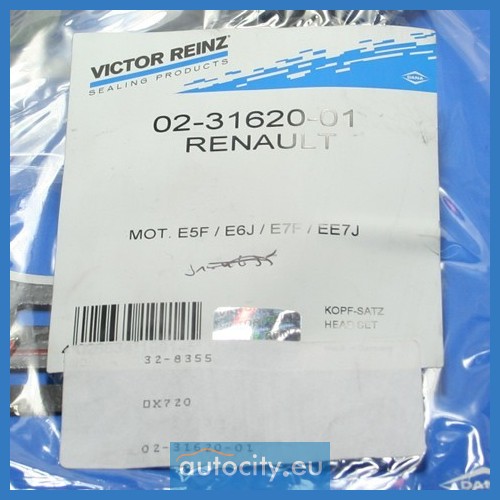 VICTOR REINZ®
SEALING PRODUCTS
DANA
02-31620-01
RENAULT
MOT. E5F / E6J / E7F / EE7J
KOPF-SATZ
HEAD SET
32-8355
DX720
02-31620-01
autocity.eu